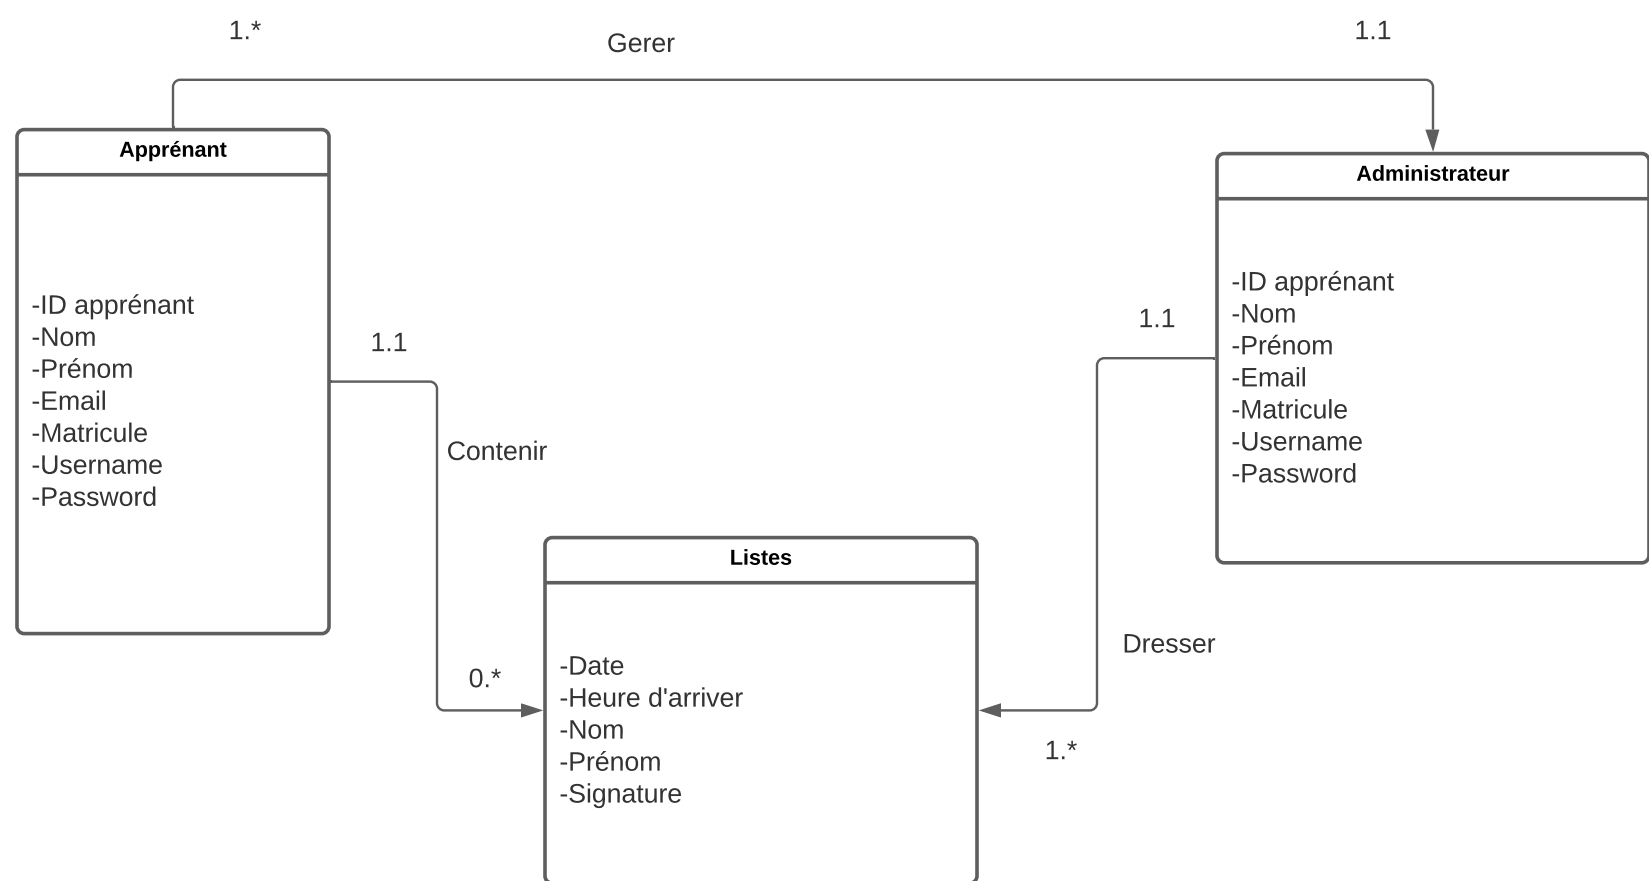 1.*
Gerer
1.1
Apprénant
-ID apprénant
-Nom
-Prénom
-Email
-Matricule
-Username
-Password
1.1
Contenir
0.*
Administrateur
-ID apprénant
-Nom
-Prénom
-Email
-Matricule
-Username
-Password
1.1
Dresser
1.*
Listes
-Date
-Heure d'arriver
-Nom
-Prénom
-Signature